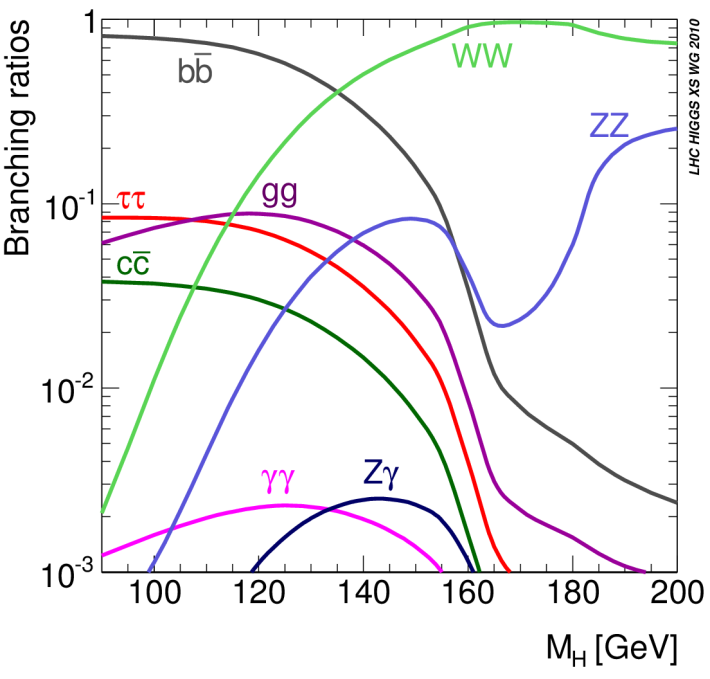 Branching ratios
1
10⁻¹
10⁻²
10⁻³
bb̄
WW
ZZ
ττ
gg
cc̄
γγ
Zγ
100 120 140 160 180 200
M_H [GeV]
LHC HIGGS XS WG 2010